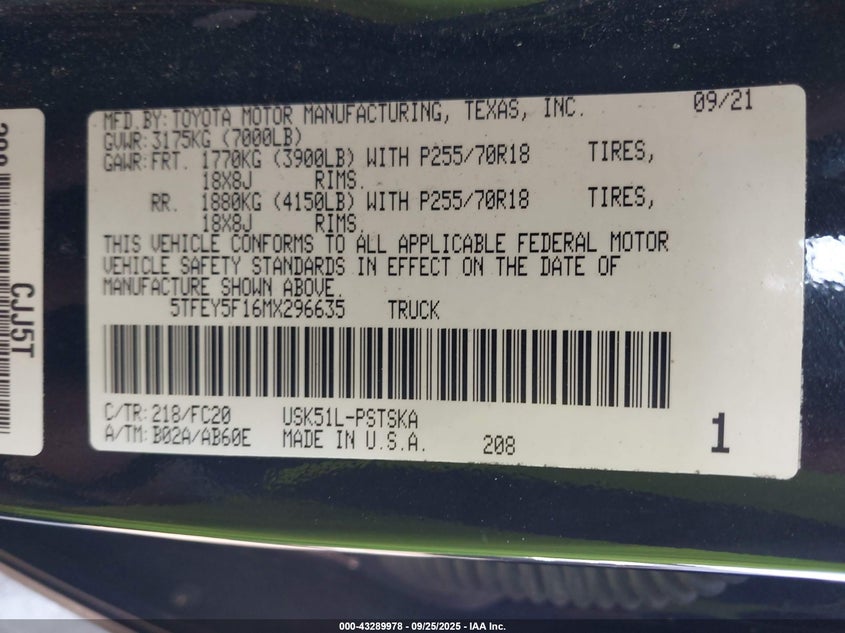 MFD.BY:TOYOTA MOTOR MANUFACTURING, TEXAS, INC. 09/21
GVWR:3175KG (7000LB)
GAWR:FRT. 1770KG (3900LB) WITH P255/70R18 TIRES,
18X8J RIMS.
RR. 1880KG (4150LB) WITH P255/70R18 TIRES,
18X8J RIMS.
THIS VEHICLE CONFORMS TO ALL APPLICABLE FEDERAL MOTOR
VEHICLE SAFETY STANDARDS IN EFFECT ON THE DATE OF
MANUFACTURE SHOWN ABOVE.
5TFEY5F16MX296635 TRUCK
C/TR:218/FC20 USK51L-PSTSKA
A/TM:B02A/AB60E MADE IN U.S.A. 208 1
CJJ5T
000-43289978 - 09/25/2025 - IAA Inc.